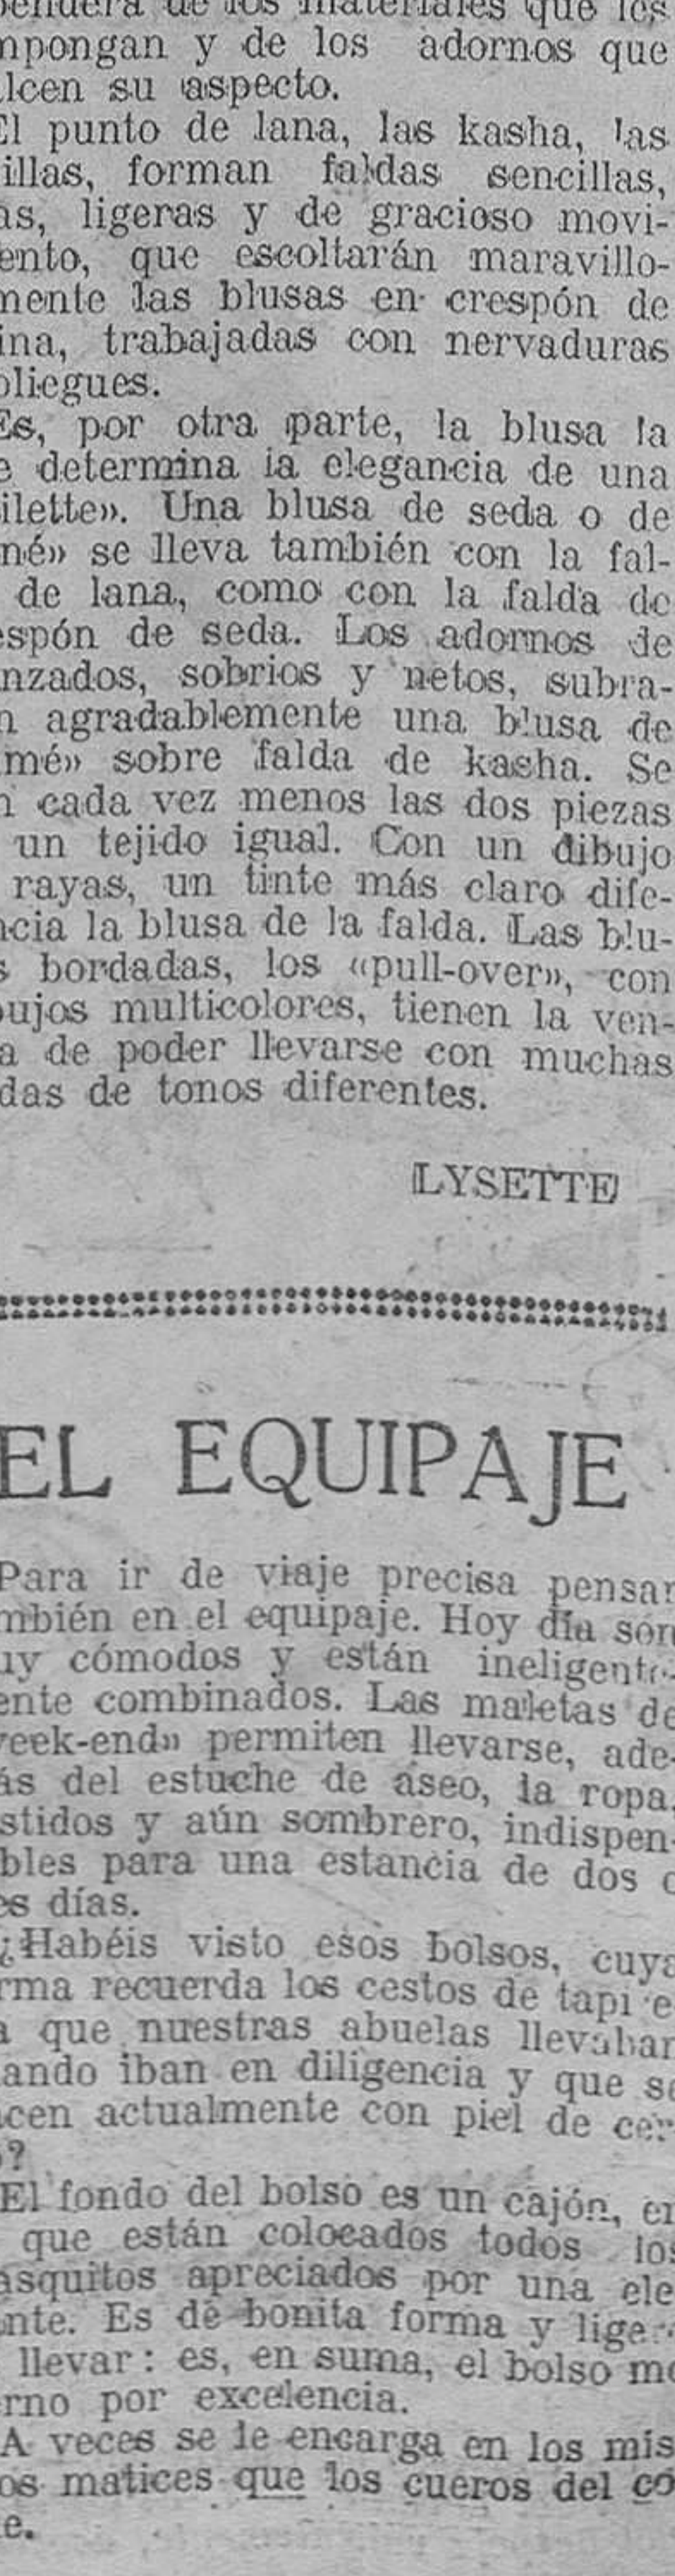 penderá de los materiales que los
mpongan y de los adornos que
lcen su aspecto.
El punto de lana, las kasha, las
illas, forman faldas sencillas,
as, ligeras y de gracioso movi-
ento, que escoltarán maravillo-
mente las blusas en crespón de
ina, trabajadas con nervaduras
pliegues.
Es, por otra parte, la blusa la
e determina la elegancia de una
ilette». Una blusa de seda o de
né» se lleva también con la fal-
de lana, como con la falda de
espón de seda. Los adornos de
nzados, sobrios y netos, subra-
n agradablemente una blusa de
mé» sobre falda de kasha. Se
n cada vez menos las dos piezas
un tejido igual. Con un dibujo
rayas, un tinte más claro dife-
ncia la blusa de la falda. Las blu-
s bordadas, los «pull-over», con
bujos multicolores, tienen la ven-
a de poder llevarse con muchas
das de tonos diferentes.
LYSETTE
EL EQUIPAJE
Para ir de viaje precisa pensar
mbién en el equipaje. Hoy día son
uy cómodos y están ineligente-
ente combinados. Las maletas de
eek-end» permiten llevarse, ade-
ás del estuche de aseo, la ropa,
stidos y aún sombrero, indispen-
bles para una estancia de dos o
es días.
¿Habéis visto esos bolsos, cuya
rma recuerda los cestos de
a que nuestras abuelas llevaban
ando iban en diligencia y que se
cen actualmente con piel de cer-
o?
El fondo del bolso es un cajón, en
que están colocados todos los
asquitos apreciados por una ele
nte. Es de bonita forma y
llevar: es, en suma, el bolso mo
erno por excelencia.
A veces se le encarga en los mis
os matices que los cueros del co
e.